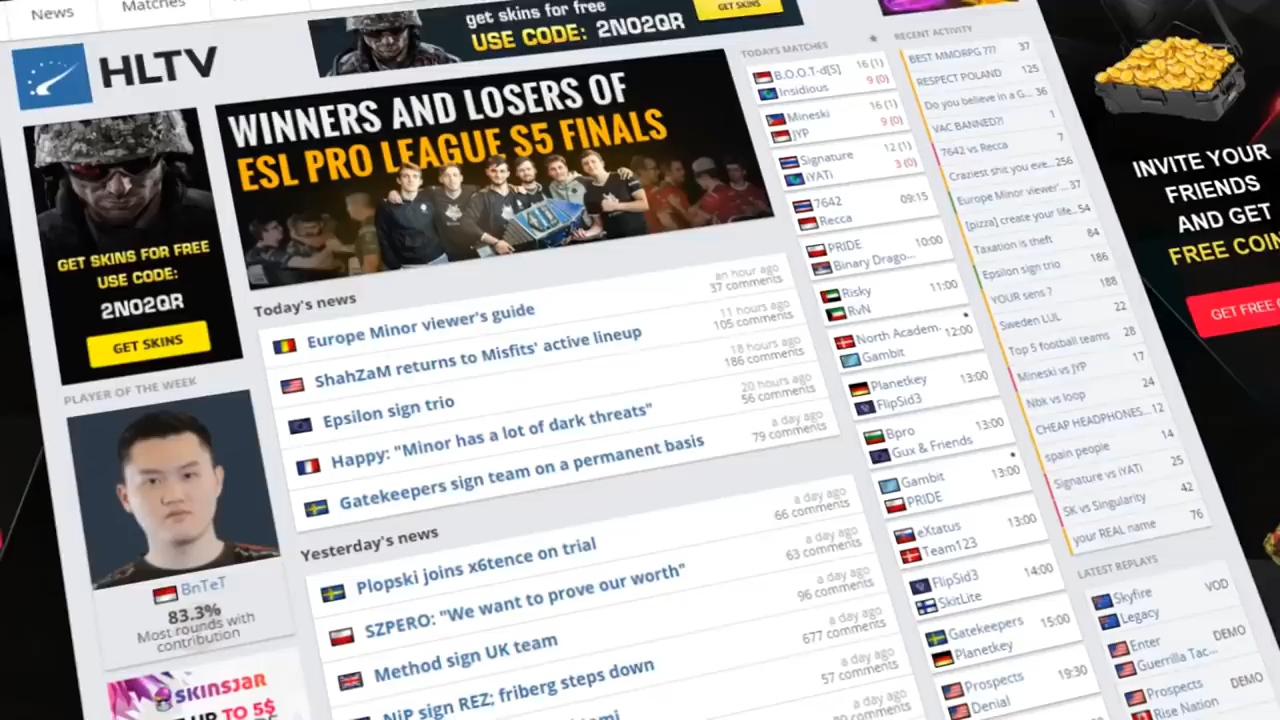 News
Matches
HLTV
get skins for free
USE CODE: 2NO2QR
GET SKINS
GET SKINS FOR FREE
USE CODE:
2NO2QR
GET SKINS
PLAYER OF THE WEEK
BnTeT
83.3%
Most rounds with
contribution
SKINSJAR
UP TO 5$
WINNERS AND LOSERS OF
ESL PRO LEAGUE S5 FINALS
Today's news
Europe Minor viewer's guide
an hour ago
37 comments
ShahZaM returns to Misfits' active lineup
11 hours ago
105 comments
Epsilon sign trio
18 hours ago
186 comments
Happy: "Minor has a lot of dark threats"
20 hours ago
56 comments
Gatekeepers sign team on a permanent basis
a day ago
79 comments
Yesterday's news
Plopski joins x6tence on trial
a day ago
66 comments
SZPERO: "We want to prove our worth"
a day ago
63 comments
Method sign UK team
a day ago
96 comments
NiP sign REZ; friberg steps down
a day ago
677 comments
a day ago
57 comments
a day ago
TODAYS MATCHES
B.O.O.T-d[S] 16 (1)
Insidious 9 (0)
Mineski 16 (1)
JYP 9 (0)
Signature 12 (1)
iYATi 3 (0)
7642 09:15
Recca
PRIDE 10:00
Binary Drago...
Risky 11:00
RvN
North Academ. 12:00
Gambit
Planetkey 13:00
FlipSid3
Bpro 13:00
Gux & Friends
Gambit 13:00
PRIDE
eXtatus 13:00
Team123
FlipSid3 14:00
SkitLite
Gatekeepers 15:00
Planetkey
Prospects 19:30
Denial
RECENT ACTIVITY
BEST MMORPG ??? 37
RESPECT POLAND 125
Do you believe in a G... 36
VAC BANNED?! 1
7642 vs Recca 7
Craziest shit you eve... 256
Europe Minor viewer'... 37
[pizza] create your life... 54
Taxation is theft 84
Epsilon sign trio 186
YOUR sens ? 188
Sweden LUL 22
Top 5 football teams 28
Mineski vs JYP 17
Nbk vs loop 24
CHEAP HEADPHONES... 12
spain people 14
Signature vs iYATi 25
SK vs Singularity 42
your REAL name 76
LATEST REPLAYS
Skyfire VOD
Legacy
Enter DEMO
Guerrilla Tac...
Prospects DEMO
Rise Nation
INVITE YOUR
FRIENDS
AND GET
FREE COIN
GET FREE